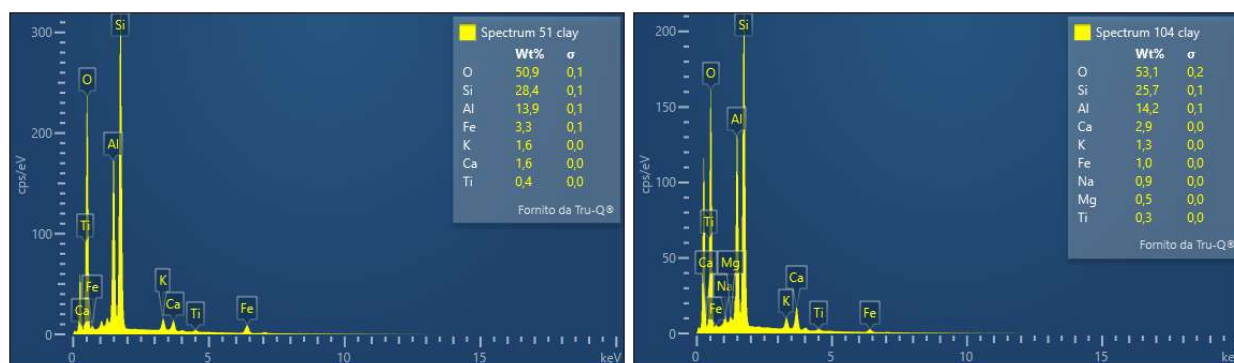 Spectrum 51 clay
Wt% σ
O 50,9 0,1
Si 28,4 0,1
Al 13,9 0,1
Fe 3,3 0,1
K 1,6 0,0
Ca 1,6 0,0
Ti 0,4 0,0
Fornito da Tru-Q®
300
200
100
0
cps/eV
Si
O
Al
Ti
Fe
Ca
K
Ca
Ti
Fe
0 5 10 15 keV
Spectrum 104 clay
Wt% σ
O 53,1 0,2
Si 25,7 0,1
Al 14,2 0,1
Ca 2,9 0,0
K 1,3 0,0
Fe 1,0 0,0
Na 0,9 0,0
Mg 0,5 0,0
Ti 0,3 0,0
Fornito da Tru-Q®
200
150
100
50
0
cps/eV
Si
O
Al
Ti
Ca
Mg
Na
Fe
K
Ca
Ti
Fe
0 5 10 15 keV